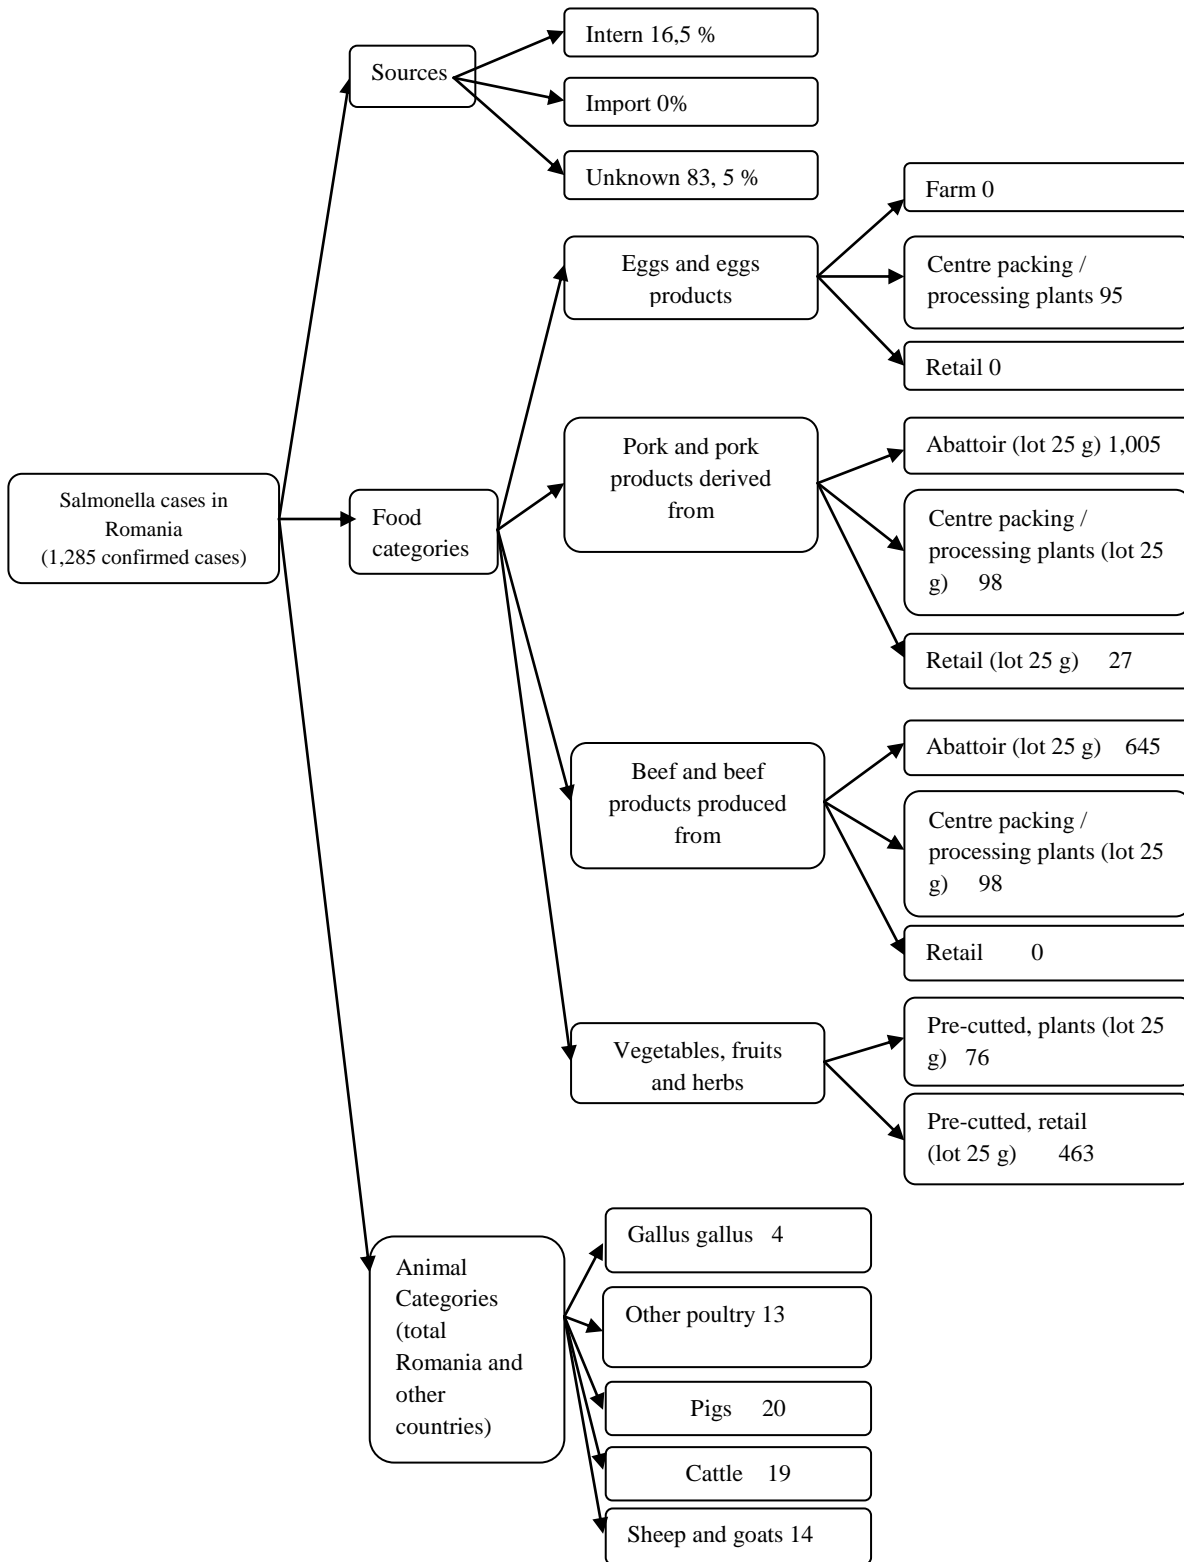 Salmonella cases in
Romania
(1,285 confirmed cases)
Sources
Intern 16,5 %
Import 0%
Unknown 83, 5 %
Food
categories
Eggs and eggs
products
Farm 0
Centre packing /
processing plants 95
Retail 0
Pork and pork
products derived
from
Abattoir (lot 25 g) 1,005
Centre packing /
processing plants (lot 25
g) 98
Retail (lot 25 g) 27
Beef and beef
products produced
from
Abattoir (lot 25 g) 645
Centre packing /
processing plants (lot 25
g) 98
Retail 0
Vegetables, fruits
and herbs
Pre-cutted, plants (lot 25
g) 76
Pre-cutted, retail
(lot 25 g) 463
Animal
Categories
(total
Romania and
other
countries)
Gallus gallus 4
Other poultry 13
Pigs 20
Cattle 19
Sheep and goats 14